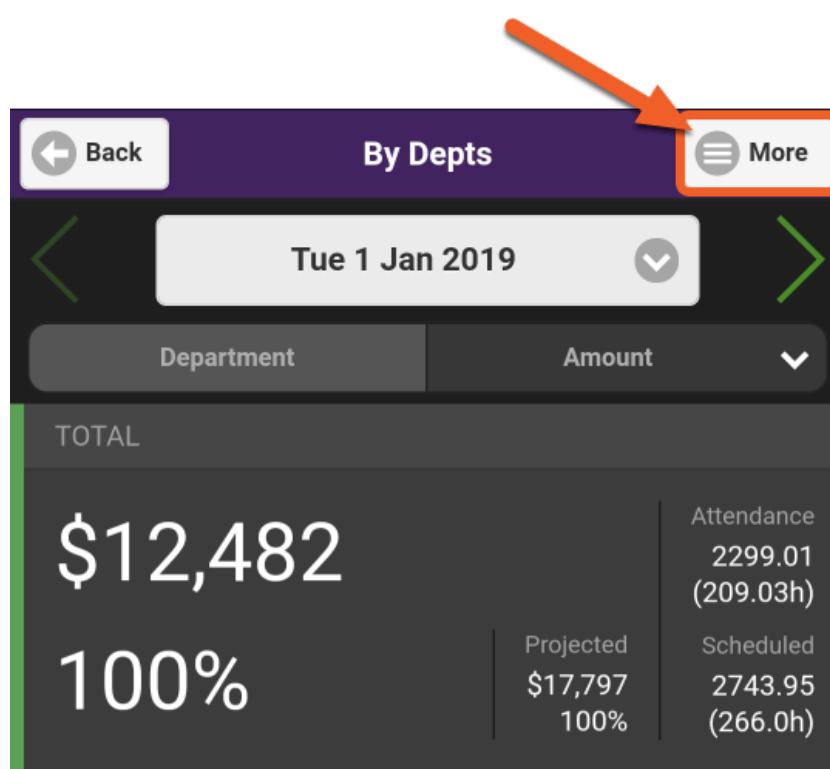 Back
By Depts
More
Tue 1 Jan 2019
Department
Amount
TOTAL
$12,482
100%
Projected
$17,797
100%
Attendance
2299.01
(209.03h)
Scheduled
2743.95
(266.0h)